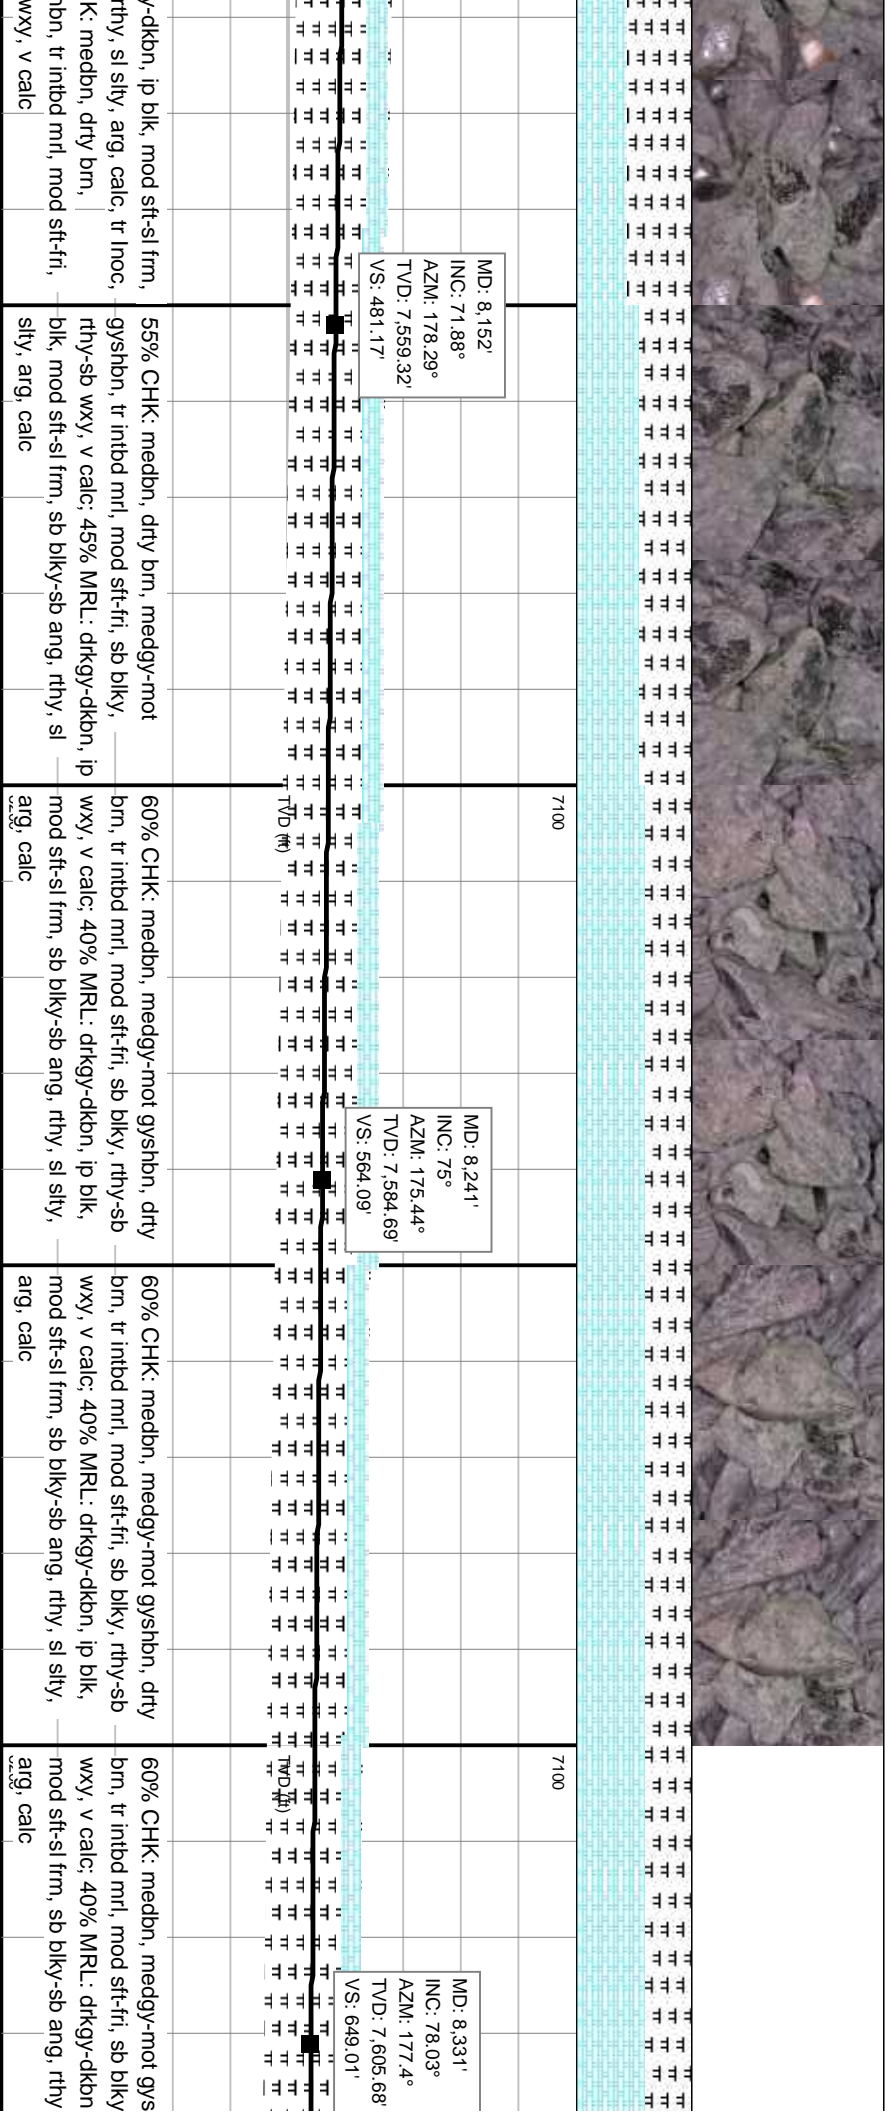 y-dkbn, ip blk, mod sft-sl frm,
rthy, sl slty, arg, calc, tr Inoc,
K: medbn, drty brn,
hbn, tr intbd mrl, mod sft-fri,
wxy, v calc
MD: 8,152'
INC: 71.88°
AZM: 178.29°
TVD: 7,559.32'
VS: 481.17'
55% CHK: medbn, drty brn, medgy-mot
gyshbn, tr intbd mrl, mod sft-fri, sb blky,
rthy-sb wxy, v calc; 45% MRL: drkgy-dkbn, ip
blk, mod sft-sl frm, sb blky-sb ang, rthy, sl
slty, arg, calc
7100
TVD (ft)
60% CHK: medbn, medgy-mot gyshbn, drty
brn, tr intbd mrl, mod sft-fri, sb blky, rthy-sb
wxy, v calc; 40% MRL: drkgy-dkbn, ip blk,
mod sft-sl frm, sb blky-sb ang, rthy, sl slty,
arg, calc
MD: 8,241'
INC: 75°
AZM: 175.44°
TVD: 7,584.69'
VS: 564.09'
60% CHK: medbn, medgy-mot gyshbn, drty
brn, tr intbd mrl, mod sft-fri, sb blky, rthy-sb
wxy, v calc; 40% MRL: drkgy-dkbn, ip blk,
mod sft-sl frm, sb blky-sb ang, rthy, sl slty,
arg, calc
7100
TVD (ft)
60% CHK: medbn, medgy-mot gys
brn, tr intbd mrl, mod sft-fri, sb blky
wxy, v calc; 40% MRL: drkgy-dkbn
mod sft-sl frm, sb blky-sb ang, rthy
arg, calc
MD: 8,331'
INC: 78.03°
AZM: 177.4°
TVD: 7,605.68'
VS: 649.01'